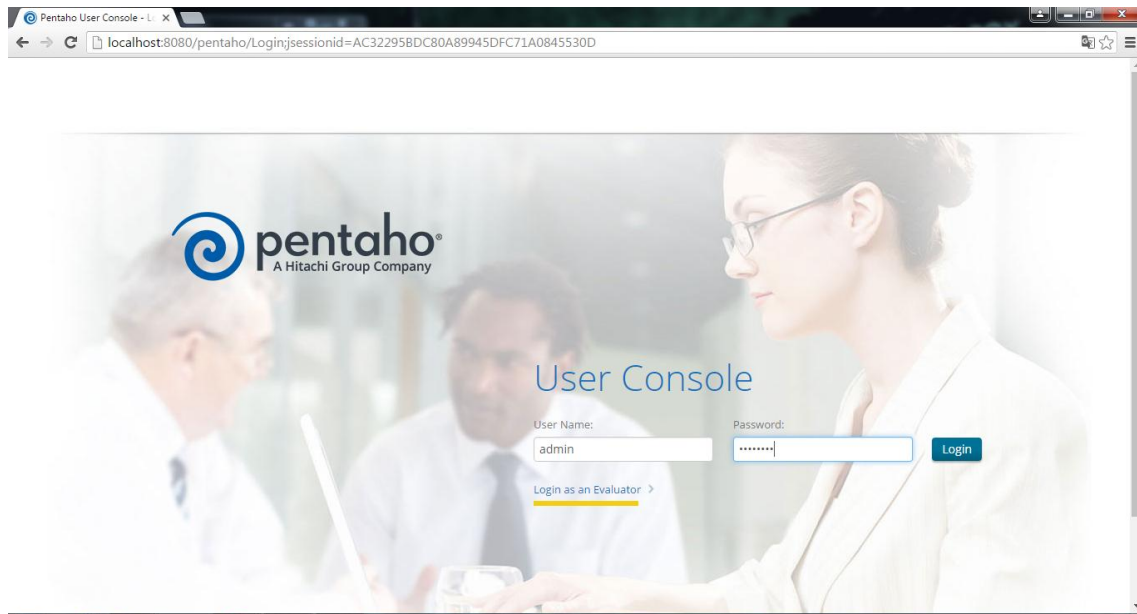 Pentaho User Console - L
localhost:8080/pentaho/Login;jsessionid=AC32295BDC80A89945DFC71A0845530D
pentaho®
A Hitachi Group Company
User Console
User Name: Password:
admin •••••••• Login
Login as an Evaluator >